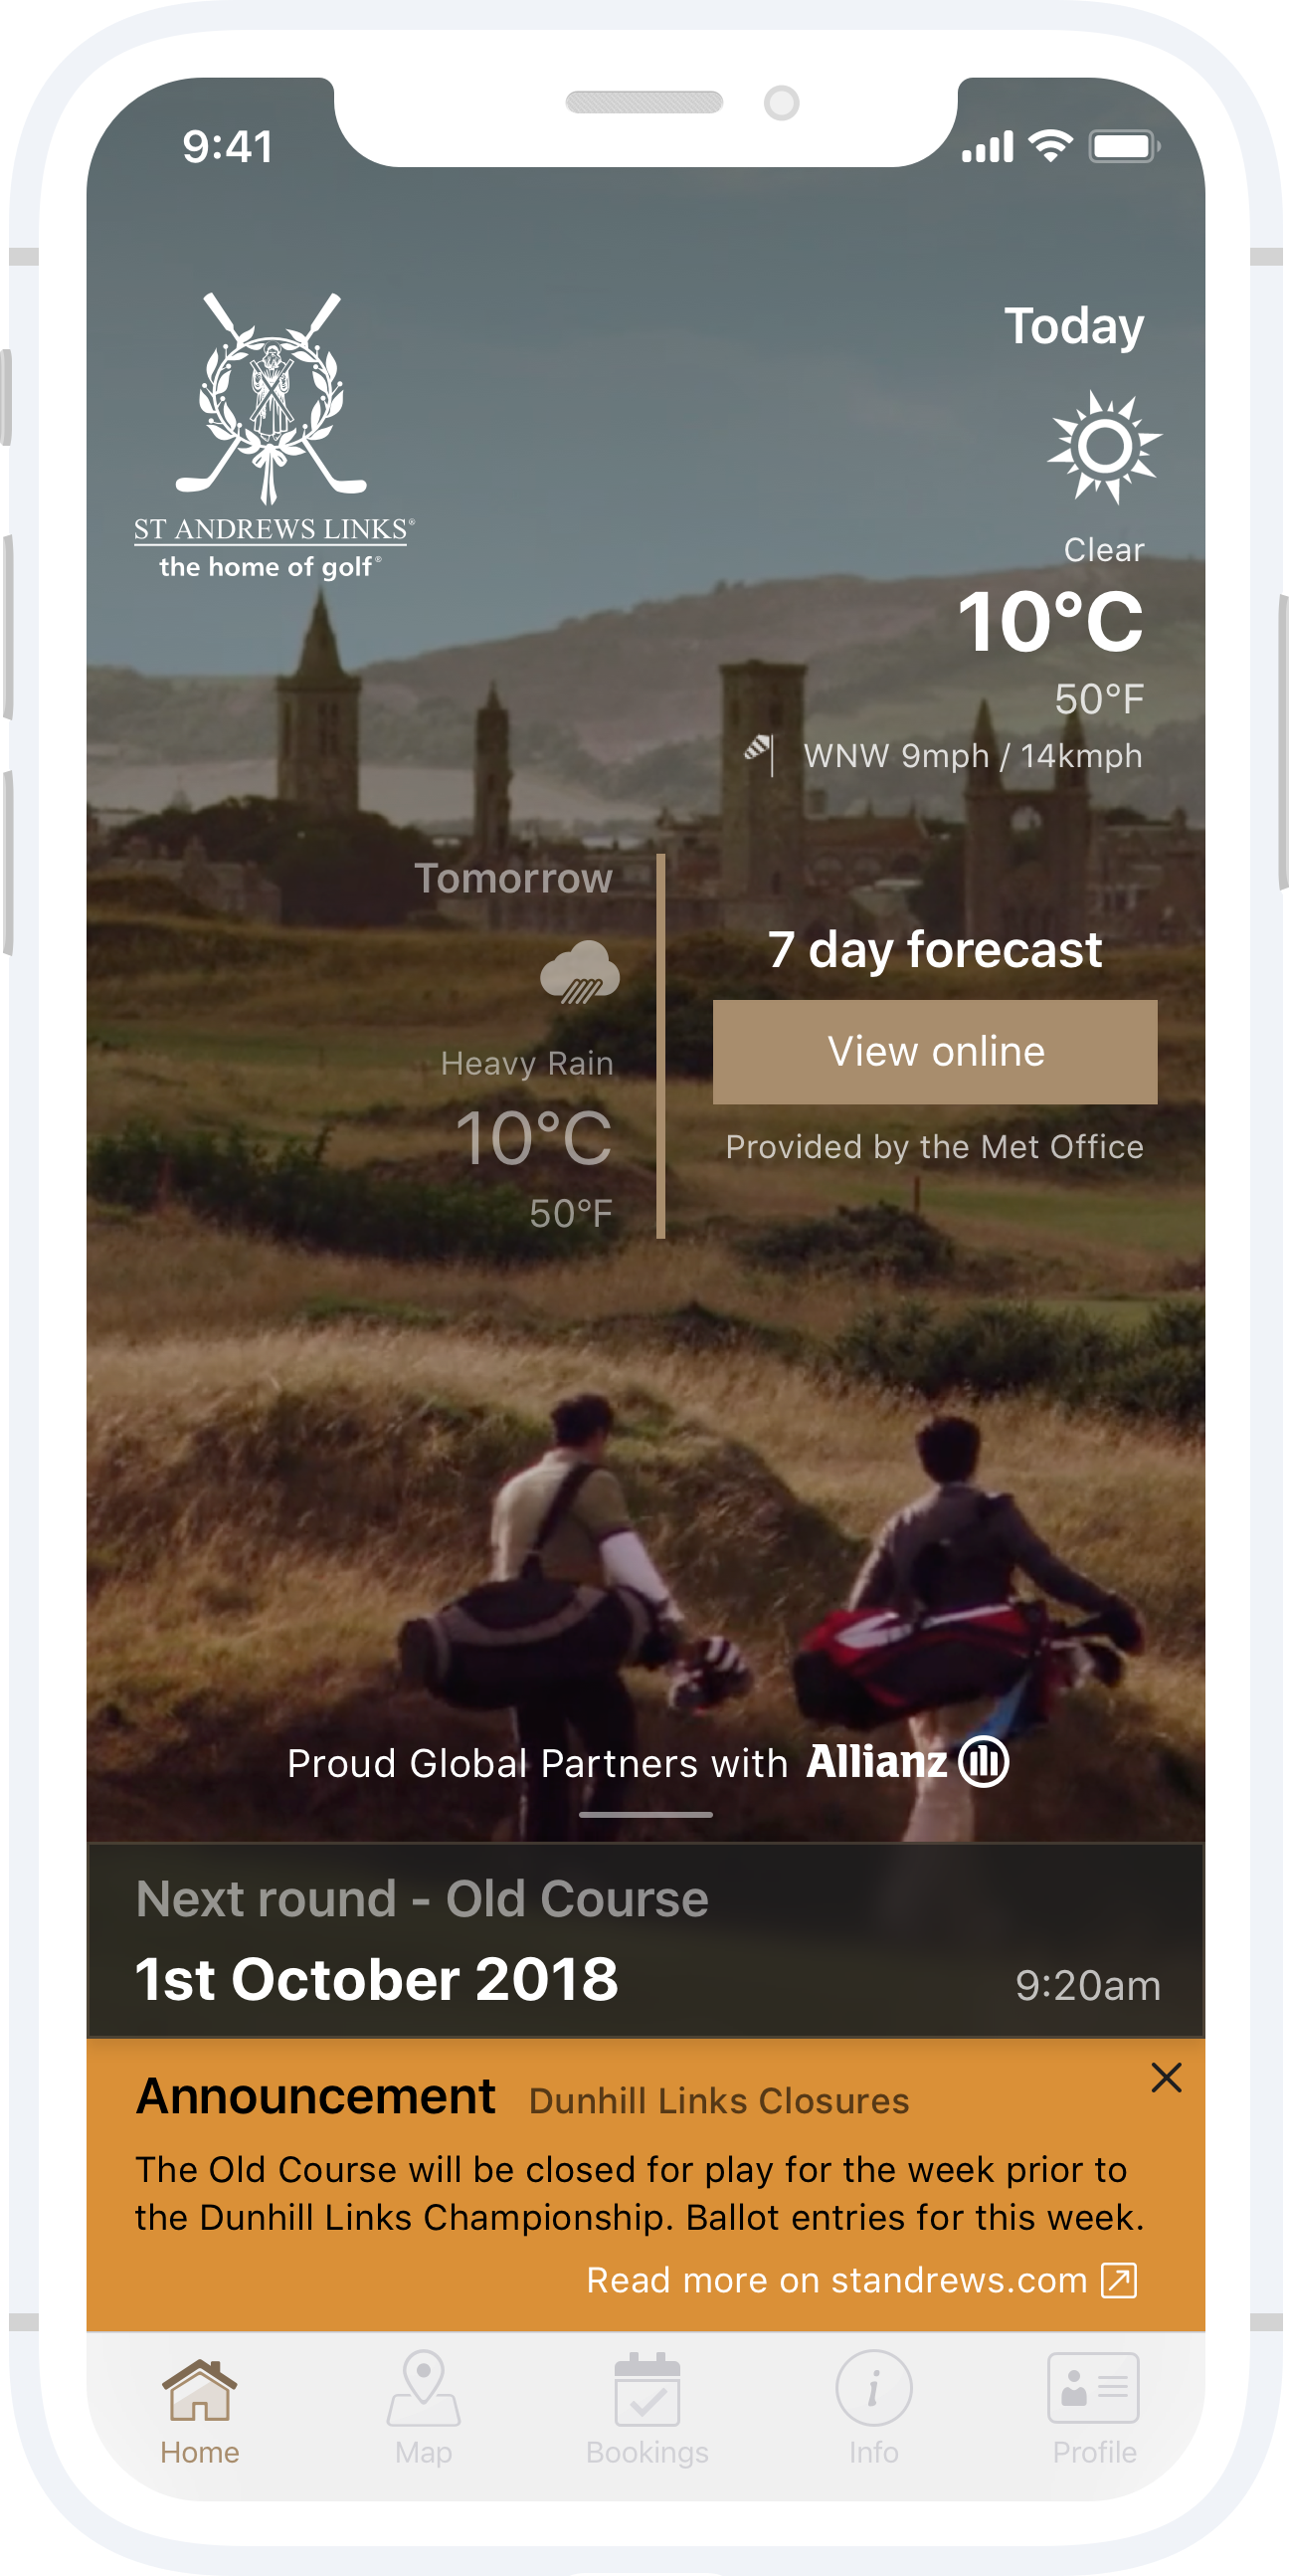 9:41
Today
ST ANDREWS LINKS®
the home of golf®
Clear
10°C
50°F
WNW 9mph / 14kmph
Tomorrow
Heavy Rain
10°C
50°F
7 day forecast
View online
Provided by the Met Office
Proud Global Partners with Allianz
Next round - Old Course
1st October 2018 9:20am
Announcement Dunhill Links Closures
The Old Course will be closed for play for the week prior to
the Dunhill Links Championship. Ballot entries for this week.
Read more on standrews.com
Home Map Bookings Info Profile